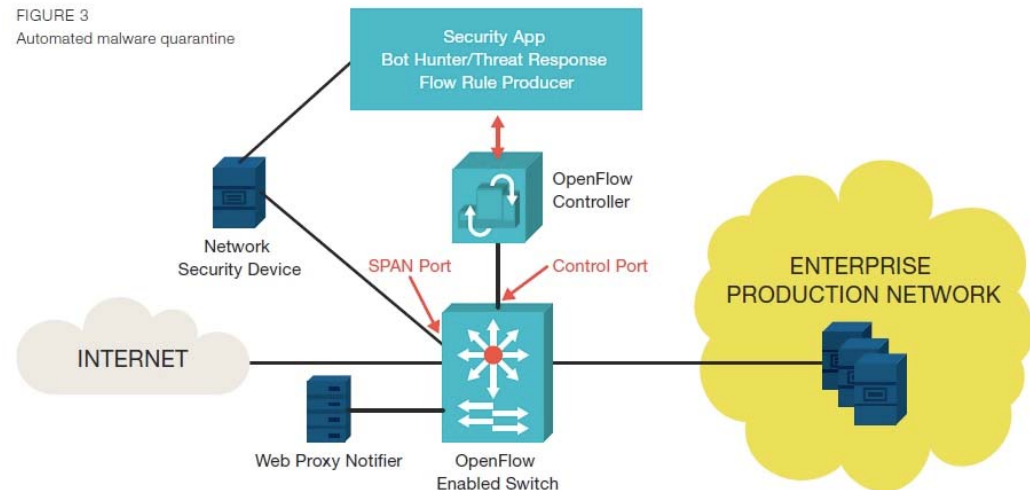 FIGURE 3
Automated malware quarantine
Security App
Bot Hunter/Threat Response
Flow Rule Producer
OpenFlow
Controller
Network
Security Device
SPAN Port
Control Port
ENTERPRISE
PRODUCTION NETWORK
INTERNET
Web Proxy Notifier
OpenFlow
Enabled Switch